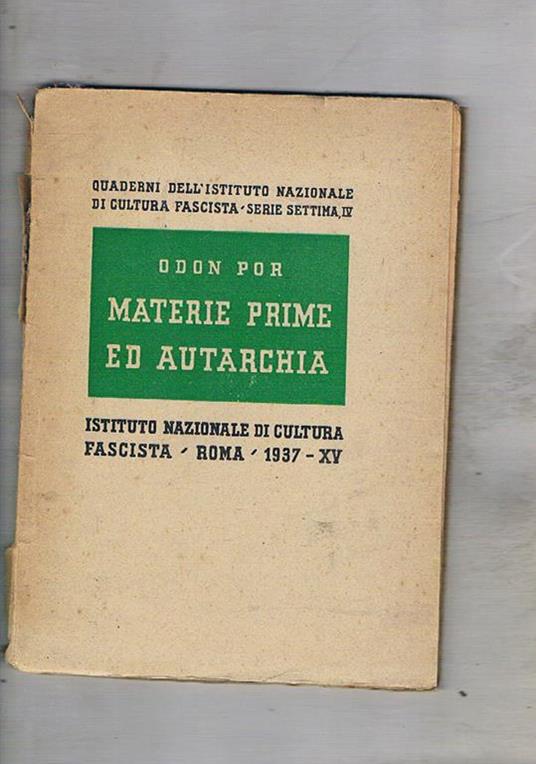 QUADERNI DELL'ISTITUTO NAZIONALE
DI CULTURA FASCISTA - SERIE SETTIMA, IV
ODON POR
MATERIE PRIME
ED AUTARCHIA
ISTITUTO NAZIONALE DI CULTURA
FASCISTA - ROMA - 1937 - XV